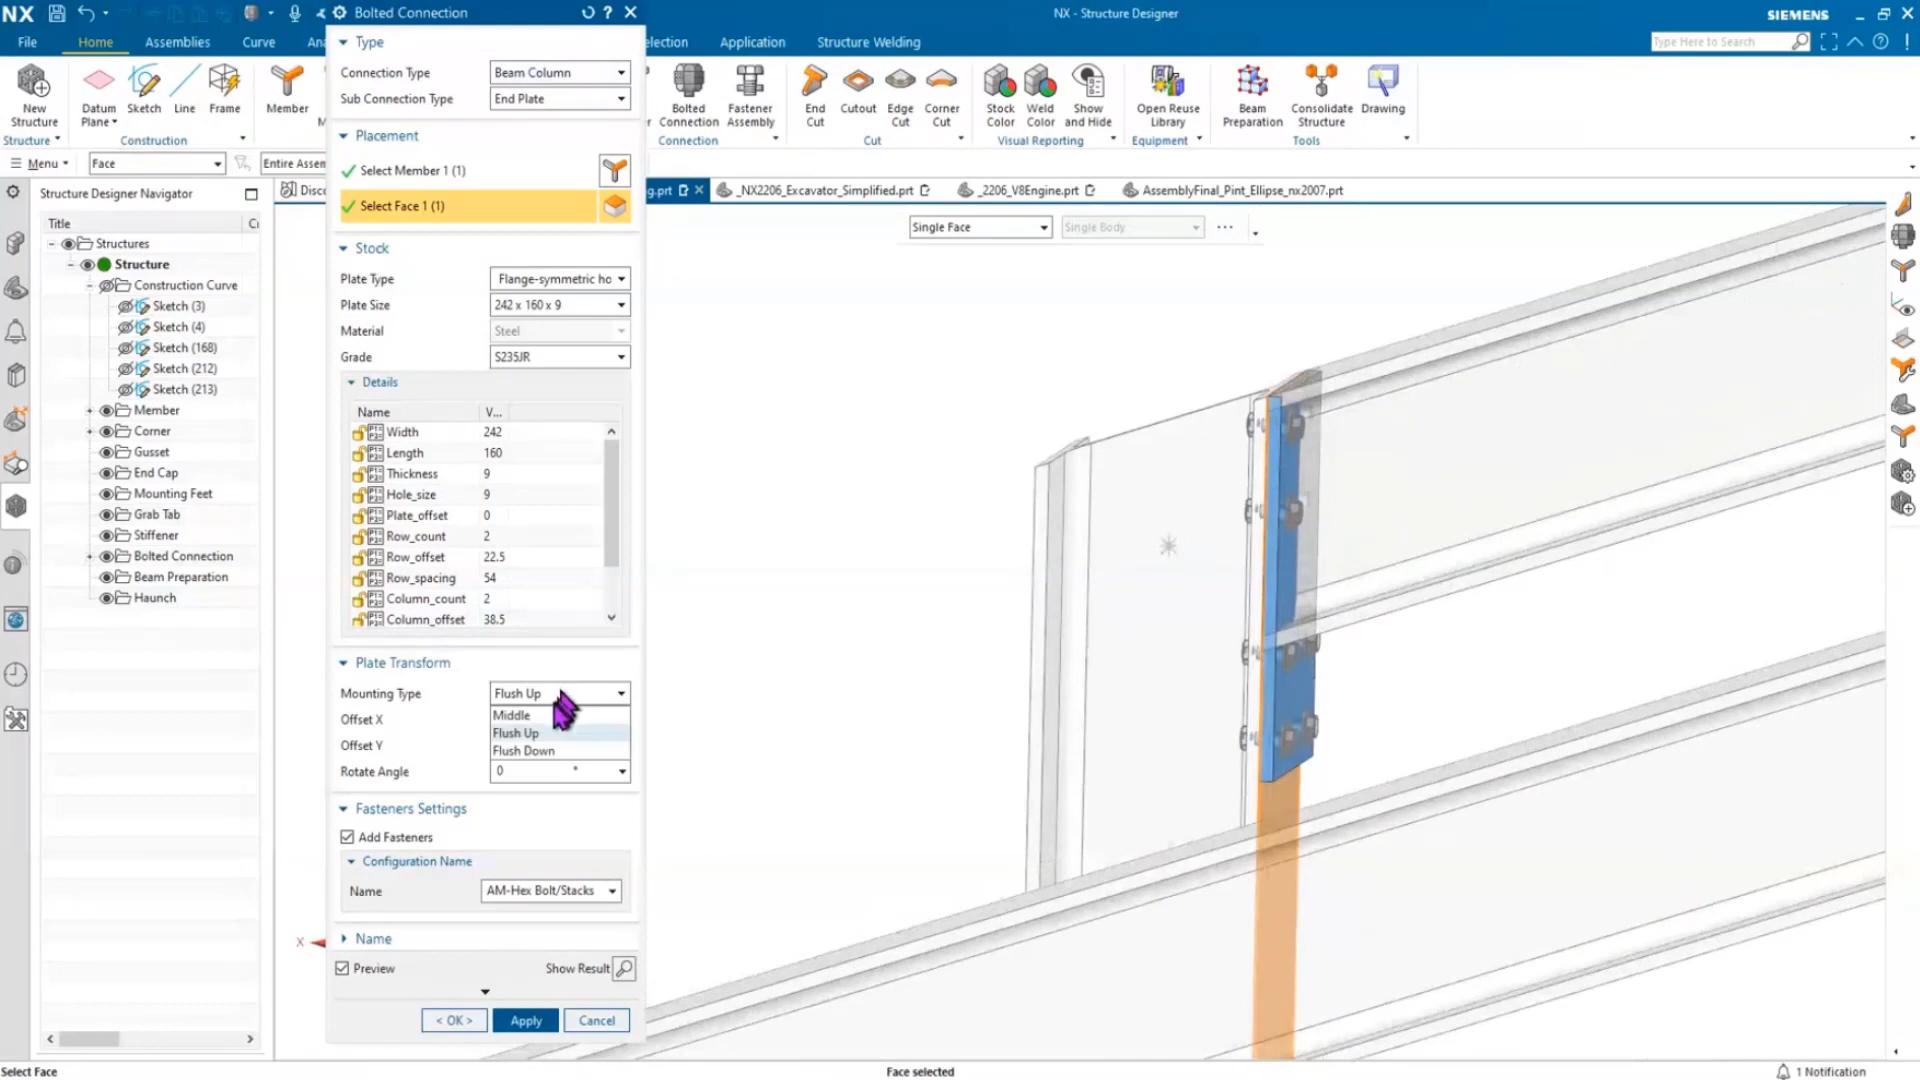 NX
Bolted Connection
NX - Structure Designer
SIEMENS
File
Home
Assemblies
Curve
Application
Structure Welding
Type Here to Search
New Structure
Datum Plane
Sketch
Line
Frame
Member
Bolted Connection
Fastener Assembly
End Cut
Cutout
Edge Cut
Corner Cut
Stock Color
Weld Color
Show and Hide
Open Reuse Library
Beam Preparation
Consolidate Structure
Drawing
Structure
Construction
Connection
Cut
Visual Reporting
Equipment
Tools
Menu
Face
Entire Assem
Structure Designer Navigator
Disco
g.prt
_NX2206_Excavator_Simplified.prt
_2206_V8Engine.prt
AssemblyFinal_Pint_Ellipse_nx2007.prt
Single Face
Single Body
Title
Structures
Structure
Construction Curve
Sketch (3)
Sketch (4)
Sketch (168)
Sketch (212)
Sketch (213)
Member
Corner
Gusset
End Cap
Mounting Feet
Grab Tab
Stiffener
Bolted Connection
Beam Preparation
Haunch
Type
Connection Type Beam Column
Sub Connection Type End Plate
Placement
Select Member 1 (1)
Select Face 1 (1)
Stock
Plate Type Flange-symmetric ho
Plate Size 242 x 160 x 9
Material Steel
Grade S235JR
Details
Name V...
Width 242
Length 160
Thickness 9
Hole_size 9
Plate_offset 0
Row_count 2
Row_offset 22.5
Row_spacing 54
Column_count 2
Column_offset 38.5
Plate Transform
Mounting Type Flush Up
Middle
Offset X
Flush Up
Offset Y
Flush Down
Rotate Angle 0 °
Fasteners Settings
Add Fasteners
Configuration Name
Name AM-Hex Bolt/Stacks
X
Name
Preview Show Result
< OK > Apply Cancel
Select Face
Face selected
1 Notification